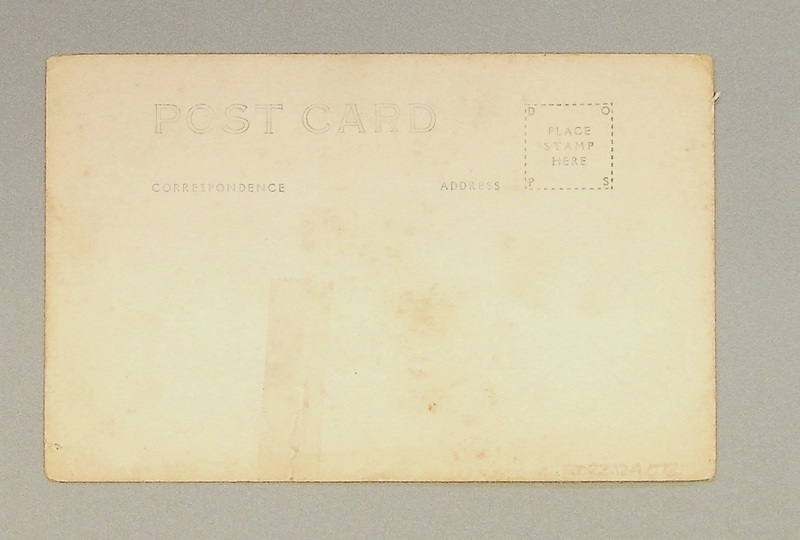 POST CARD
D O
PLACE
STAMP
HERE
P S
CORRESPONDENCE
ADDRESS